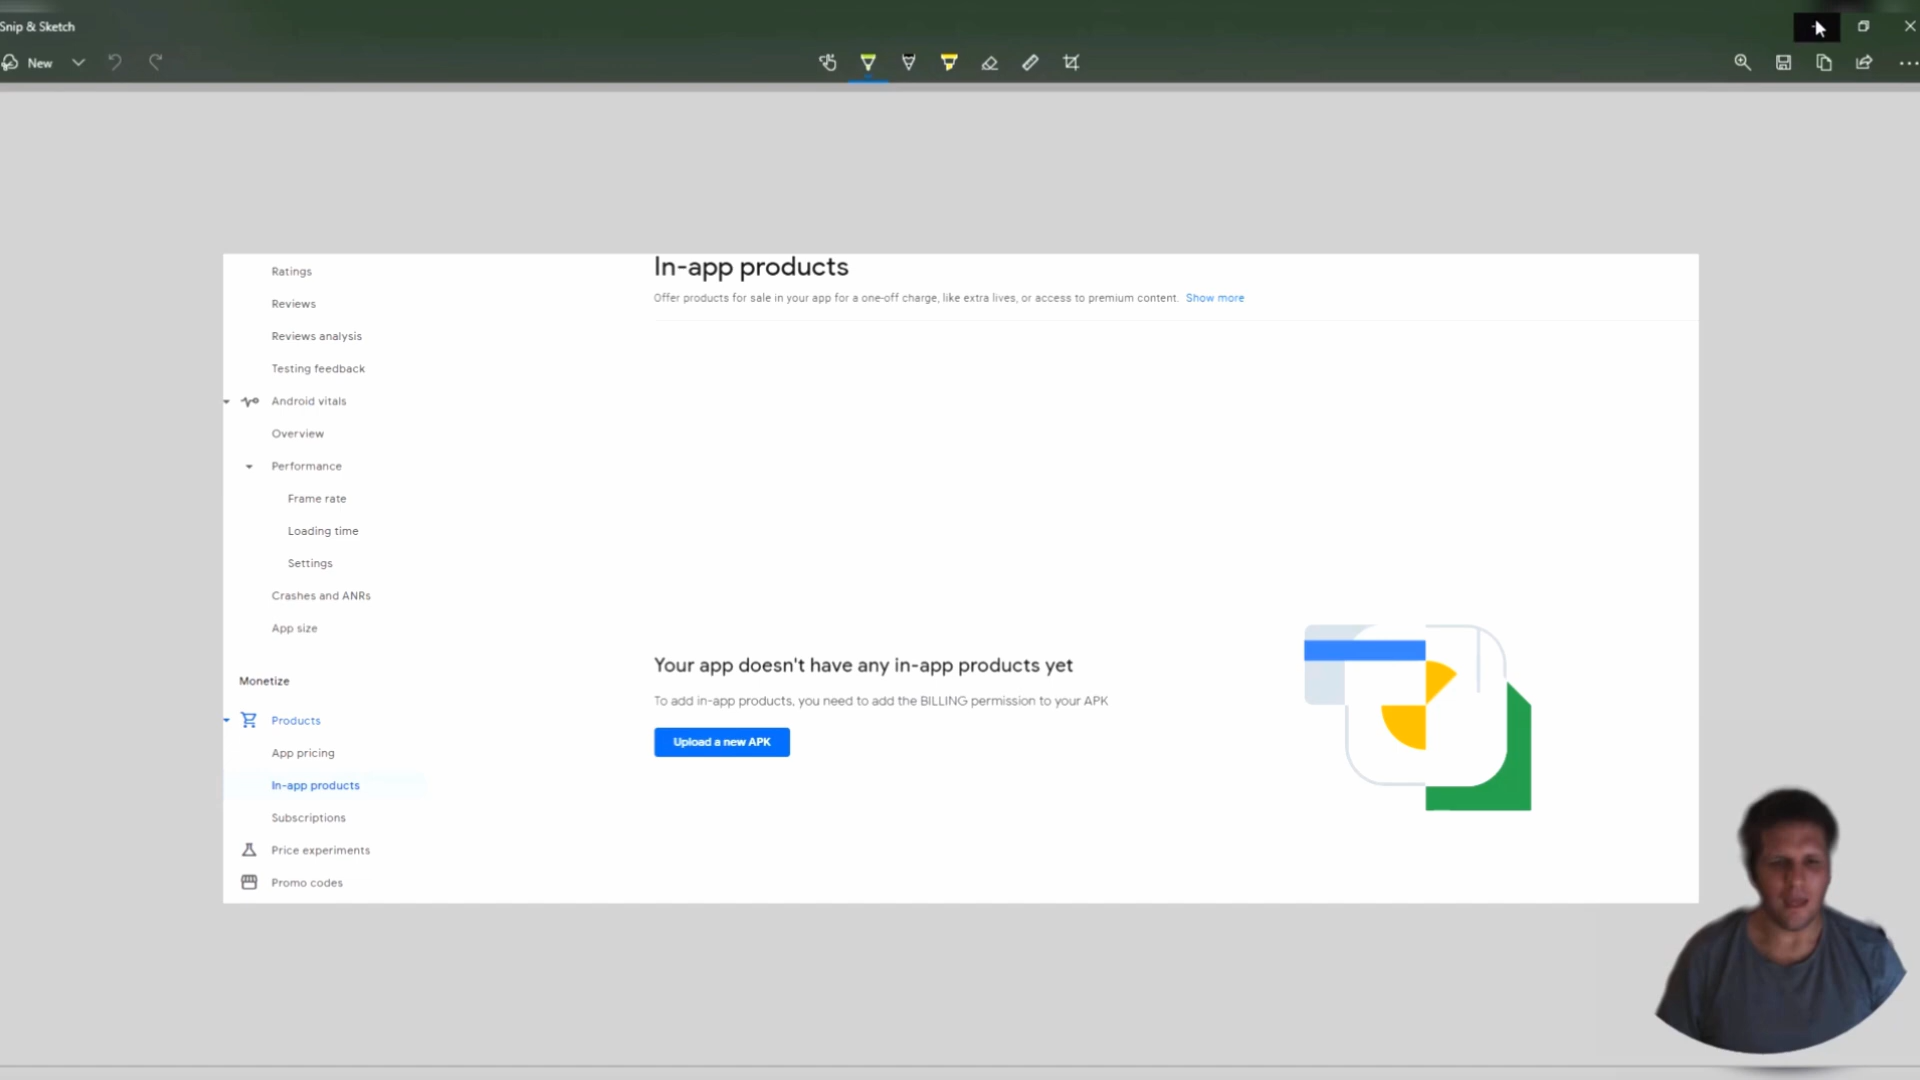 Snip & Sketch
New
Ratings
Reviews
Reviews analysis
Testing feedback
Android vitals
Overview
Performance
Frame rate
Loading time
Settings
Crashes and ANRs
App size
Monetize
Products
App pricing
In-app products
Subscriptions
Price experiments
Promo codes
In-app products
Offer products for sale in your app for a one-off charge, like extra lives, or access to premium content. Show more
Your app doesn't have any in-app products yet
To add in-app products, you need to add the BILLING permission to your APK
Upload a new APK